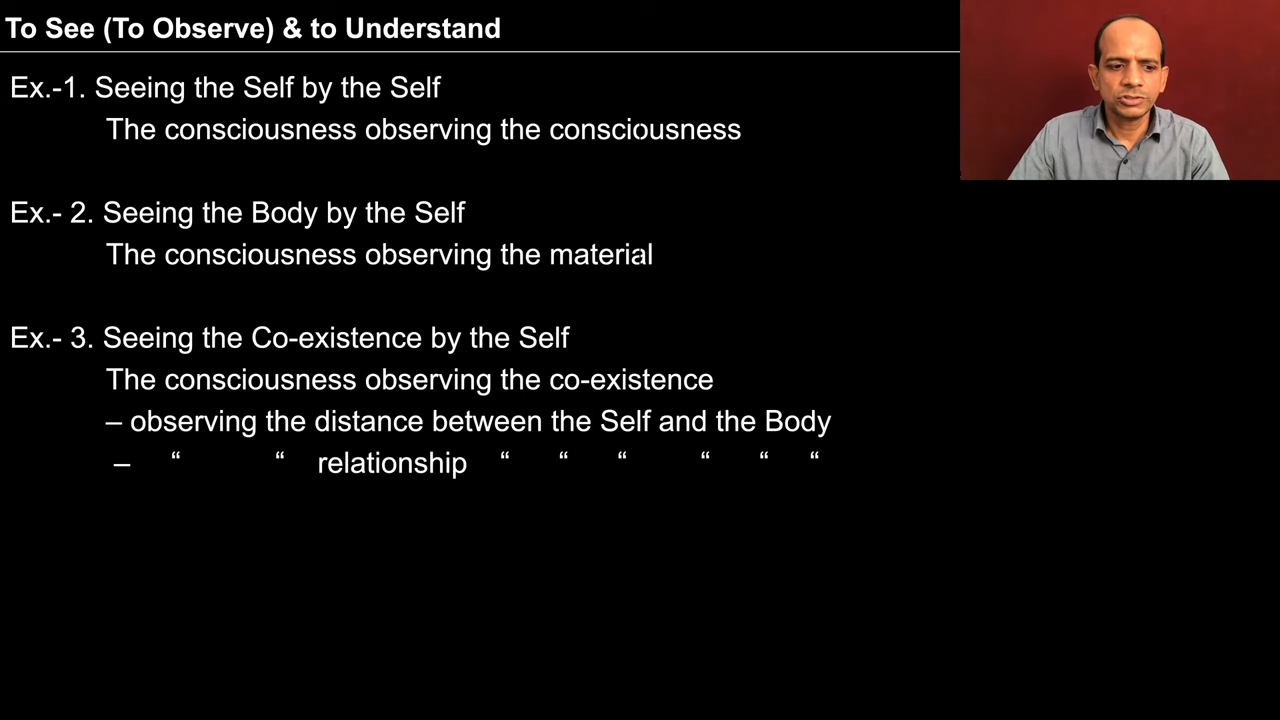 To See (To Observe) & to Understand
Ex.-1. Seeing the Self by the Self
The consciousness observing the consciousness
Ex.- 2. Seeing the Body by the Self
The consciousness observing the material
Ex.- 3. Seeing the Co-existence by the Self
The consciousness observing the co-existence
– observing the distance between the Self and the Body
– “ “ relationship “ “ “ “ “ “